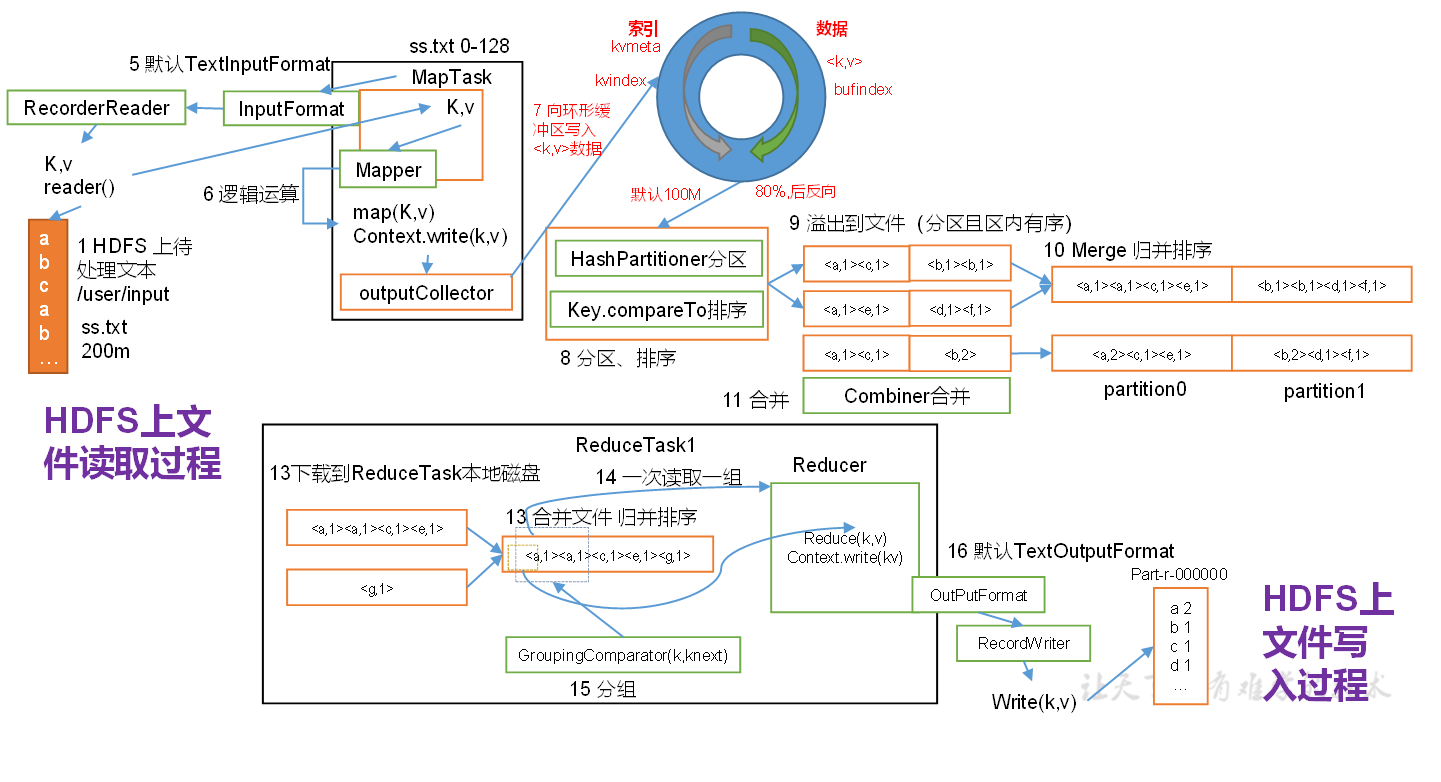 5 默认TextInputFormat
ss.txt 0-128
MapTask
RecorderReader
InputFormat
K,v
K,v
reader()
Mapper
6 逻辑运算
map(K,v)
Context.write(k,v)
outputCollector
a
b
c
a
b
...
1 HDFS 上待
处理文本
/user/input
ss.txt
200m
索引
kvmeta
kvindex
数据
<k,v>
bufindex
7 向环形缓
冲区写入
<k,v>数据
默认100M
80%,后反向
HashPartitioner分区
Key.compareTo排序
8 分区、排序
9 溢出到文件（分区且区内有序）
<a,1><c,1>
<b,1><b,1>
<a,1><e,1>
<d,1><f,1>
<a,1><c,1>
<b,2>
10 Merge 归并排序
<a,1><a,1><c,1><e,1>
<b,1><b,1><d,1><f,1>
<a,2><c,1><e,1>
<b,2><d,1><f,1>
partition0
partition1
11 合并
Combiner合并
HDFS上文
件读取过程
ReduceTask1
13下载到ReduceTask本地磁盘
14 一次读取一组
Reducer
<a,1><a,1><c,1><e,1>
<g,1>
13 合并文件 归并排序
<a,1><a,1><c,1><e,1><g,1>
Reduce(k,v)
Context.write(kv)
GroupingComparator(k,knext)
15 分组
16 默认TextOutputFormat
Part-r-000000
OutPutFormat
RecordWriter
Write(k,v)
a 2
b 1
c 1
d 1
...
HDFS上
文件写
入过程
让天
有难
术